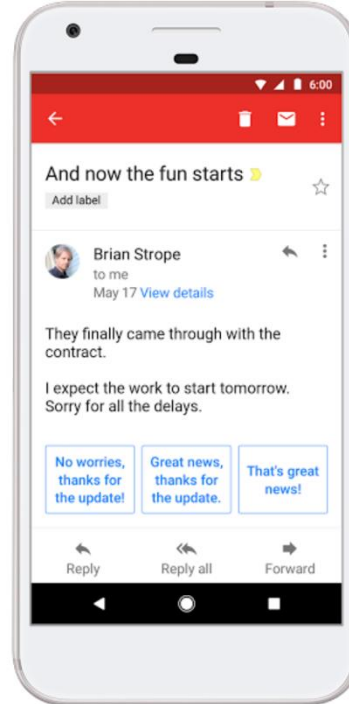 6:00
And now the fun starts
Add label
Brian Strope
to me
May 17 View details
They finally came through with the
contract.
I expect the work to start tomorrow.
Sorry for all the delays.
No worries,
thanks for
the update!
Great news,
thanks for
the update.
That's great
news!
Reply
Reply all
Forward